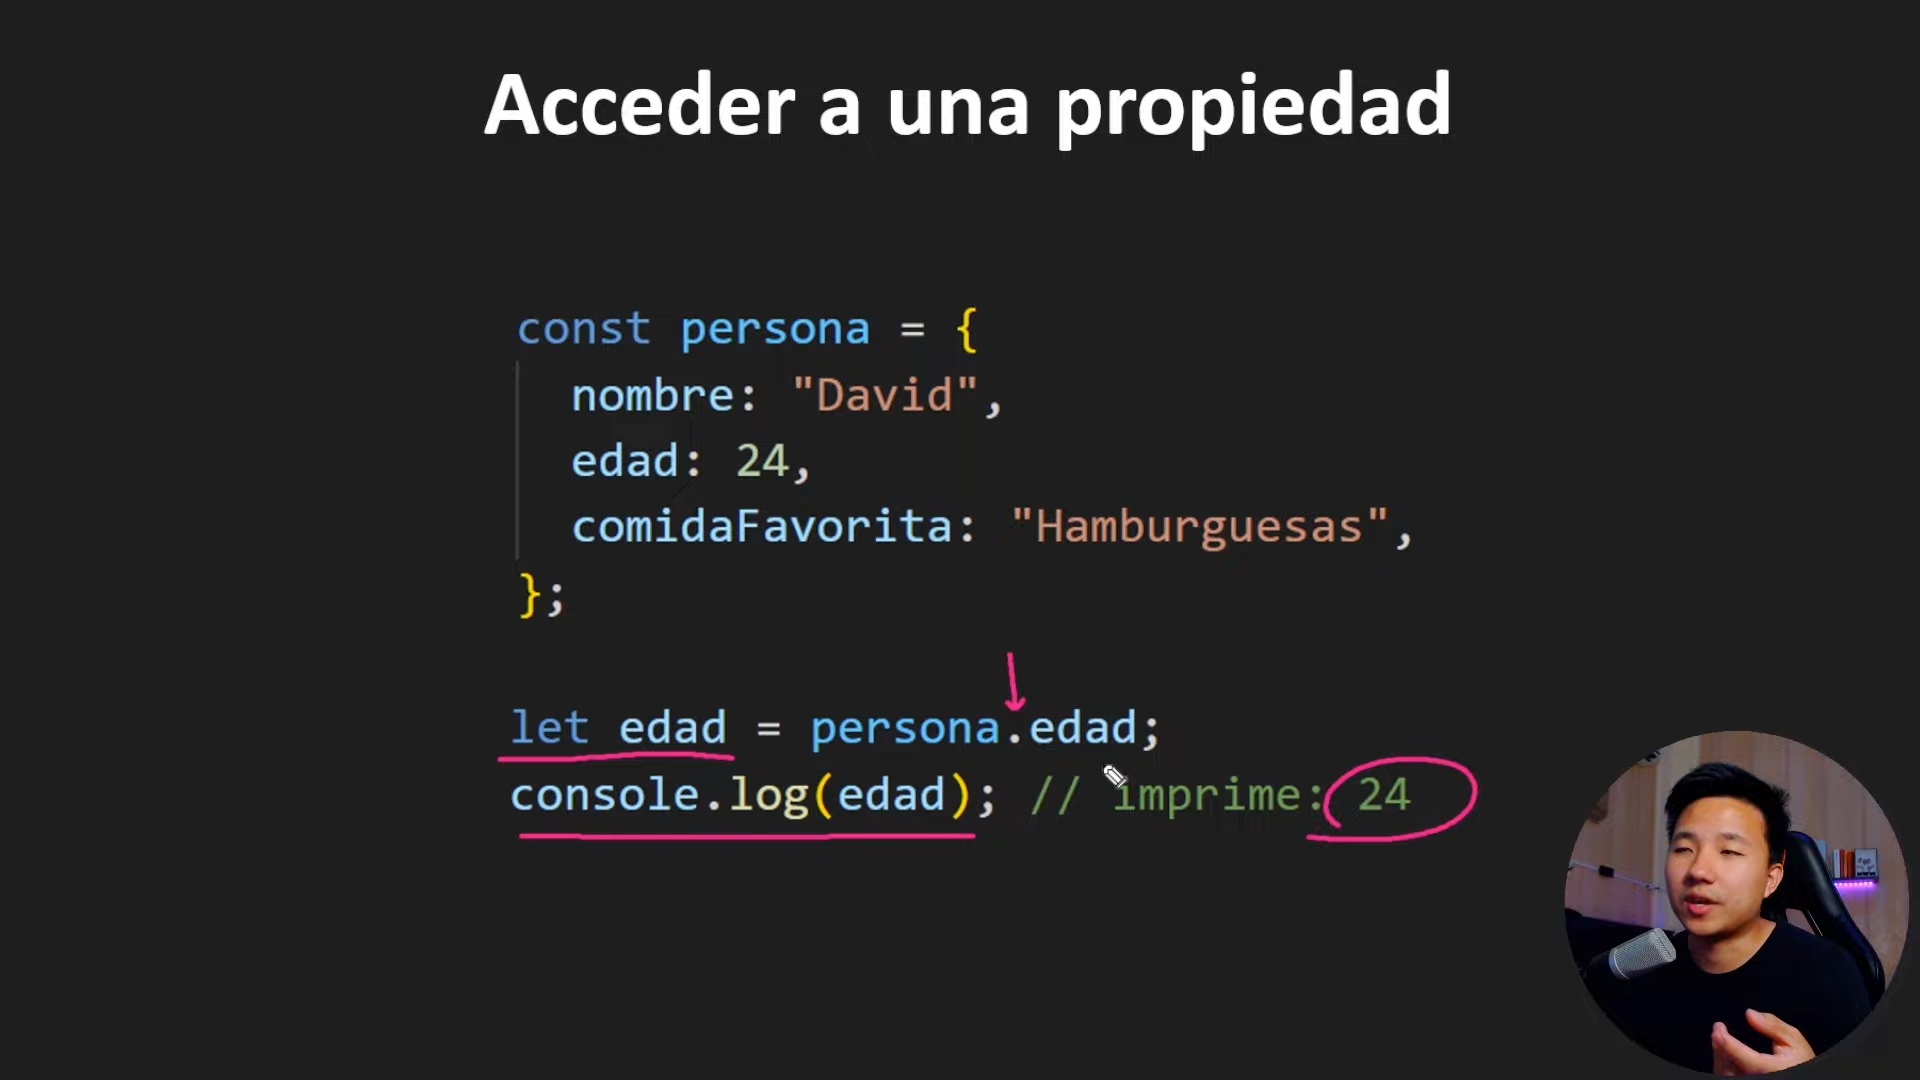 Acceder a una propiedad
const persona = {
nombre: "David",
edad: 24,
comidaFavorita: "Hamburguesas",
};
let edad = persona.edad;
console.log(edad); // imprime: 24